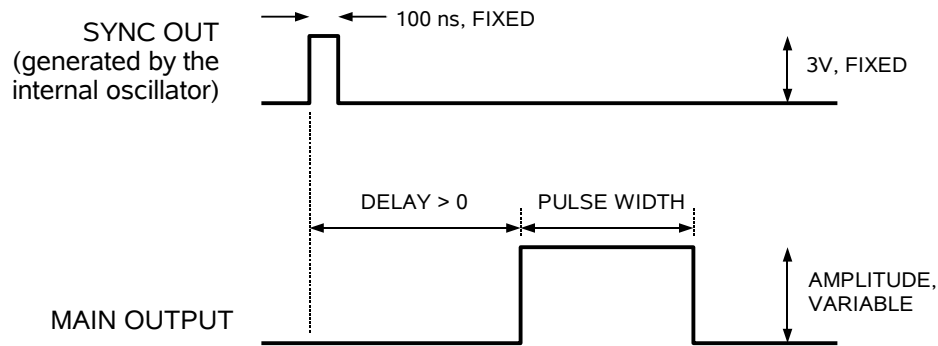 100 ns, FIXED
SYNC OUT
(generated by the
internal oscillator)
3V, FIXED
DELAY > 0
PULSE WIDTH
AMPLITUDE,
VARIABLE
MAIN OUTPUT